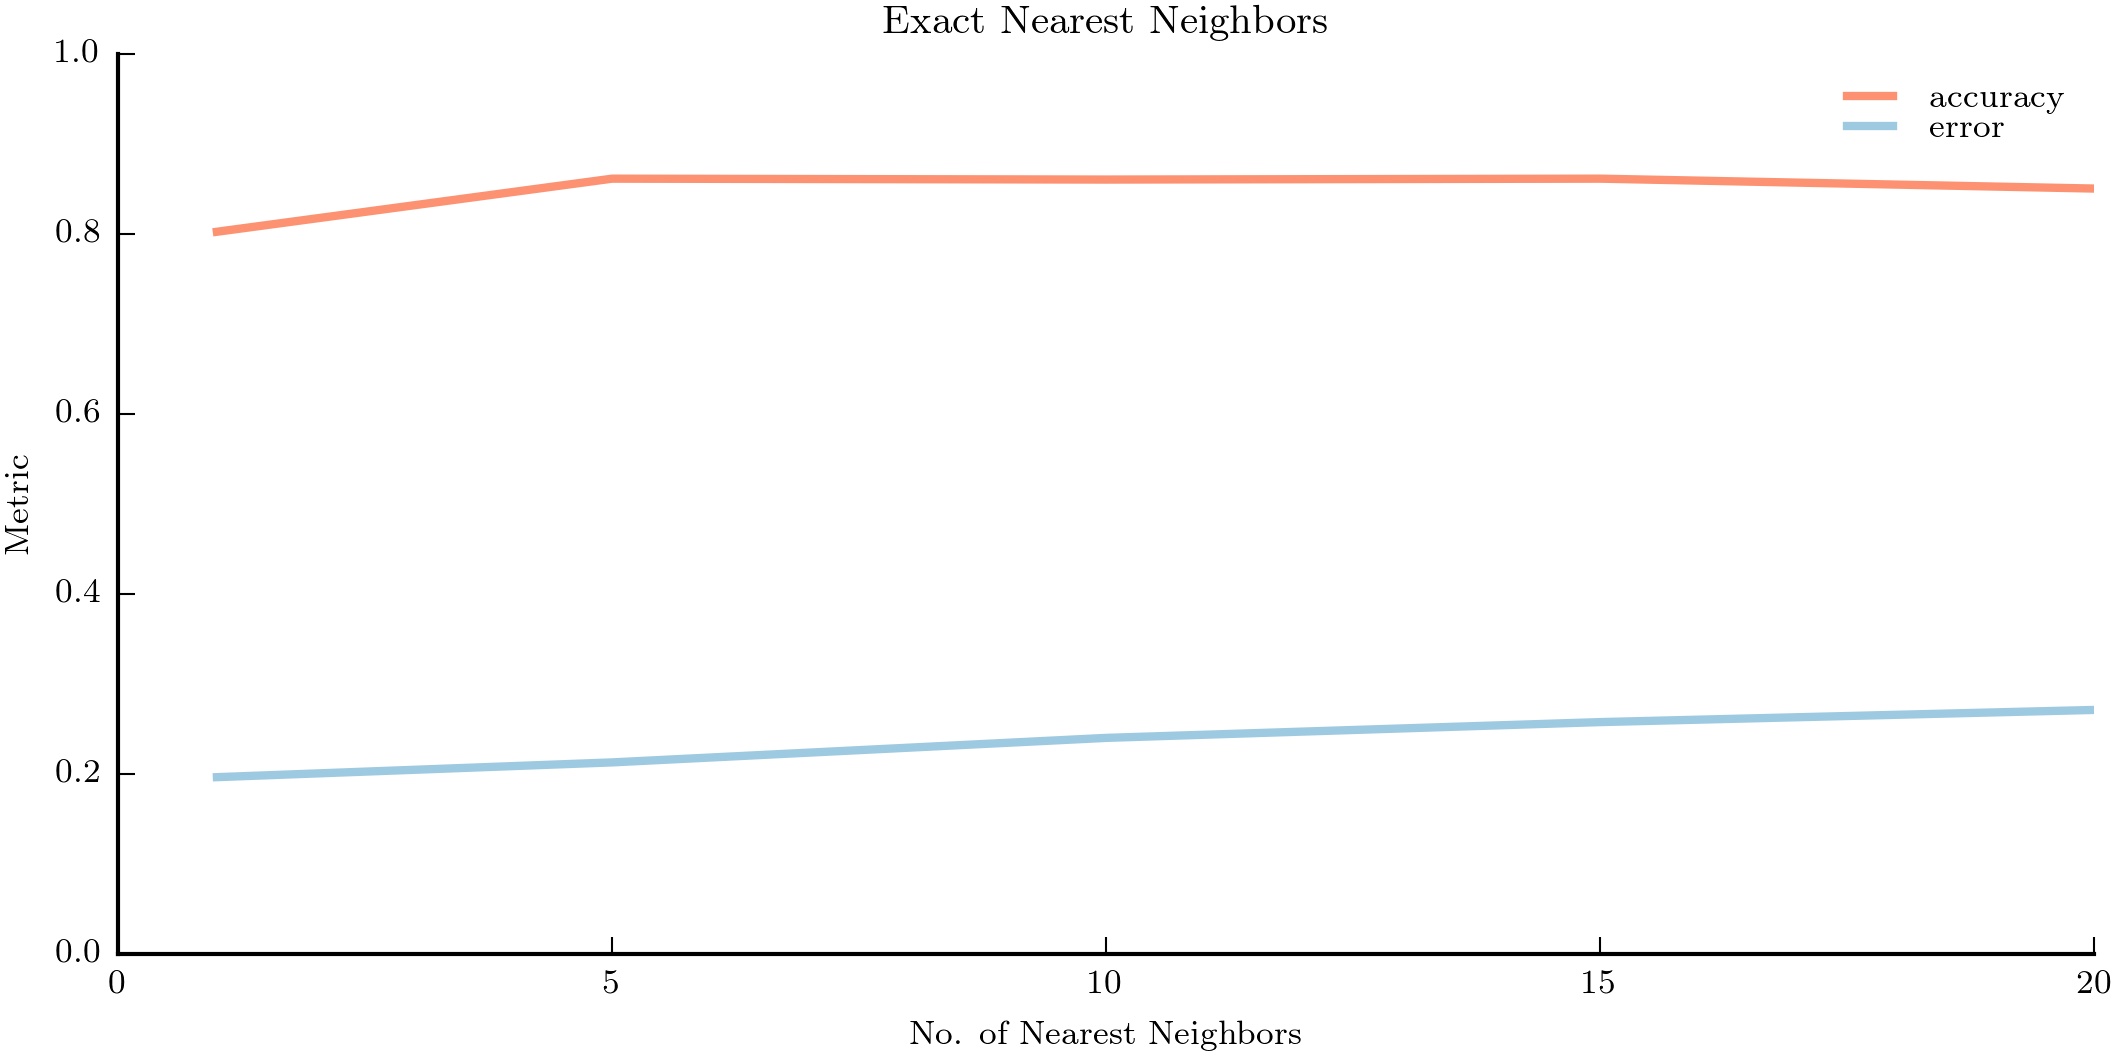 Exact Nearest Neighbors
1.0
accuracy
error
0.8
0.6
Metric
0.4
0.2
0.0
0 5 10 15 20
No. of Nearest Neighbors